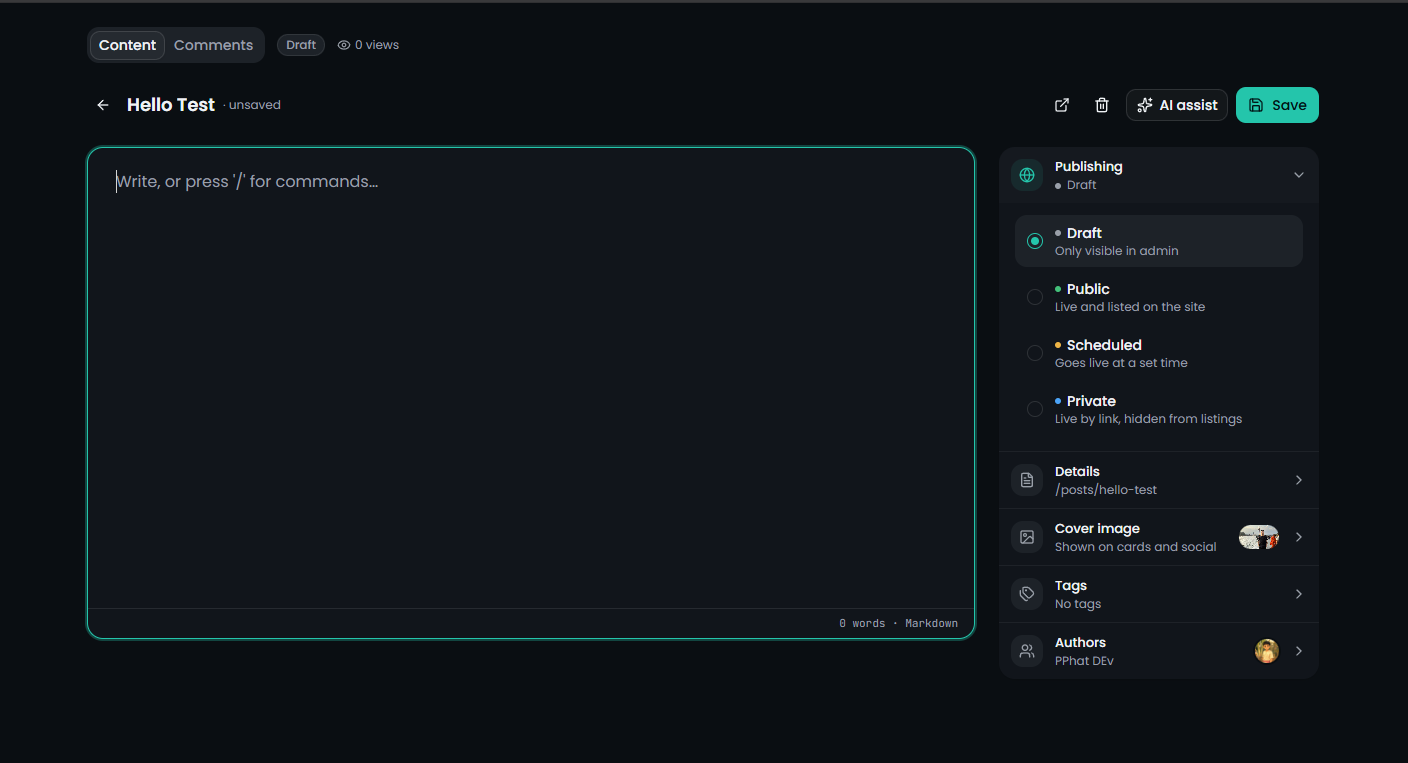 Content Comments Draft 0 views
Hello Test · unsaved AI assist Save
Write, or press '/' for commands...
0 words · Markdown
Publishing
Draft
Draft
Only visible in admin
Public
Live and listed on the site
Scheduled
Goes live at a set time
Private
Live by link, hidden from listings
Details
/posts/hello-test
Cover image
Shown on cards and social
Tags
No tags
Authors
PPhat DEv